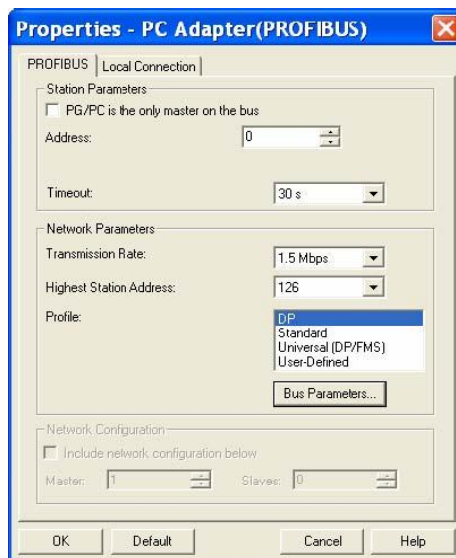 Properties - PC Adapter(PROFIBUS)
PROFIBUS Local Connection
Station Parameters
PG/PC is the only master on the bus
Address: 0
Timeout: 30 s
Network Parameters
Transmission Rate: 1.5 Mbps
Highest Station Address: 126
Profile: DP
Standard
Universal (DP/FMS)
User-Defined
Bus Parameters...
Network Configuration
Include network configuration below
Master: 1 Slaves: 0
OK Default Cancel Help